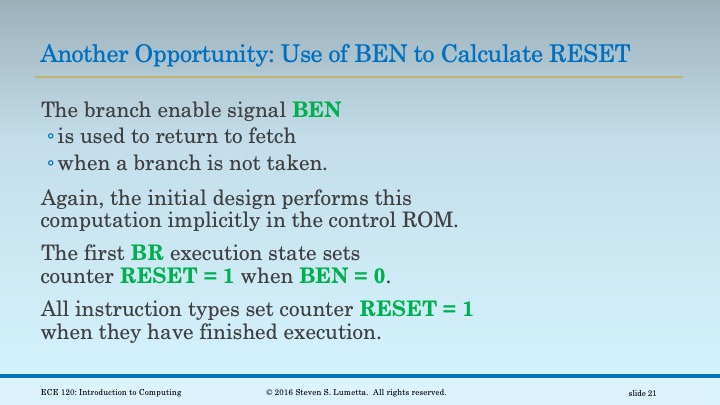 Another Opportunity: Use of BEN to Calculate RESET
The branch enable signal BEN
◦is used to return to fetch
◦when a branch is not taken.
Again, the initial design performs this
computation implicitly in the control ROM.
The first BR execution state sets
counter RESET = 1 when BEN = 0.
All instruction types set counter RESET = 1
when they have finished execution.
ECE 120: Introduction to Computing
© 2016 Steven S. Lumetta. All rights reserved.
slide 21